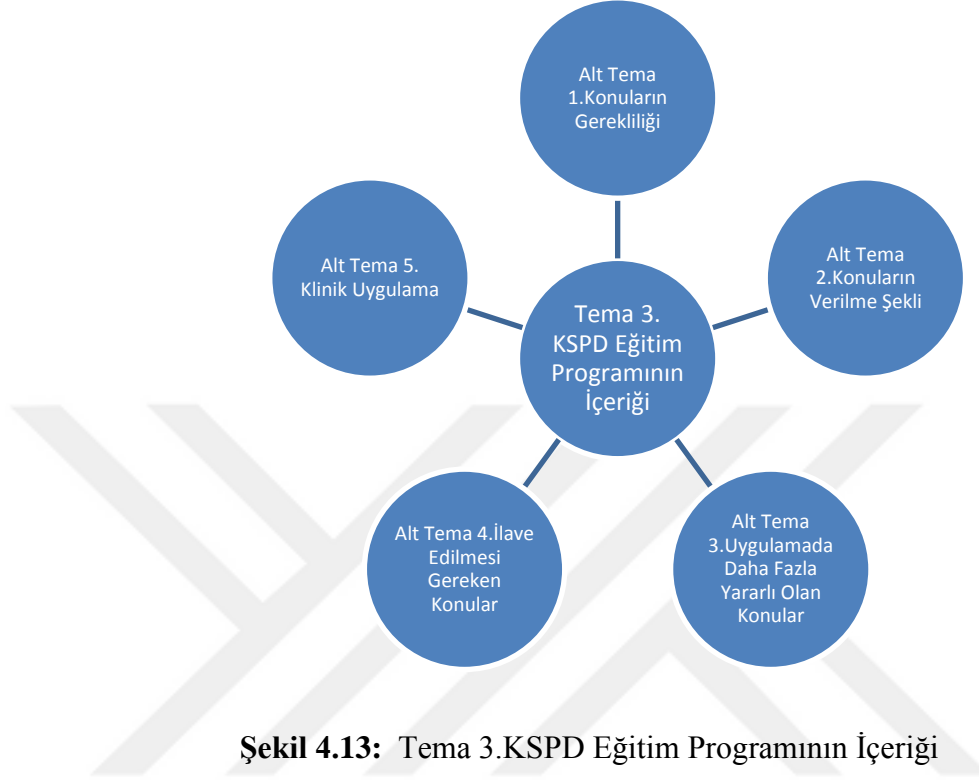 Alt Tema
1.Konuların
Gerekliliği
Alt Tema
2.Konuların
Verilme Şekli
Alt Tema 5.
Klinik Uygulama
Tema 3.
KSPD Eğitim
Programının
İçeriği
Alt Tema
3.Uygulamada
Daha Fazla
Yararlı Olan
Konular
Alt Tema 4.İlave
Edilmesi
Gereken
Konular
Şekil 4.13: Tema 3.KSPD Eğitim Programının İçeriği